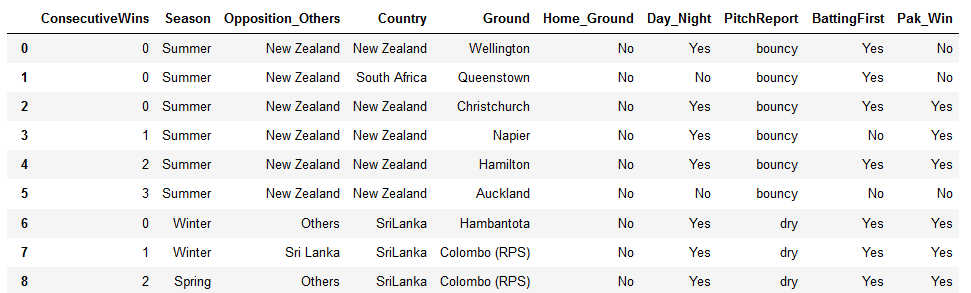 ConsecutiveWins Season Opposition_Others Country Ground Home_Ground Day_Night PitchReport BattingFirst Pak_Win
0 0 Summer New Zealand New Zealand Wellington No Yes bouncy Yes No
1 0 Summer New Zealand South Africa Queenstown No No bouncy Yes No
2 0 Summer New Zealand New Zealand Christchurch No Yes bouncy Yes Yes
3 1 Summer New Zealand New Zealand Napier No Yes bouncy No Yes
4 2 Summer New Zealand New Zealand Hamilton No Yes bouncy Yes Yes
5 3 Summer New Zealand New Zealand Auckland No No bouncy No No
6 0 Winter Others SriLanka Hambantota No Yes dry Yes Yes
7 1 Winter Sri Lanka SriLanka Colombo (RPS) No Yes dry Yes Yes
8 2 Spring Others SriLanka Colombo (RPS) No Yes dry Yes Yes